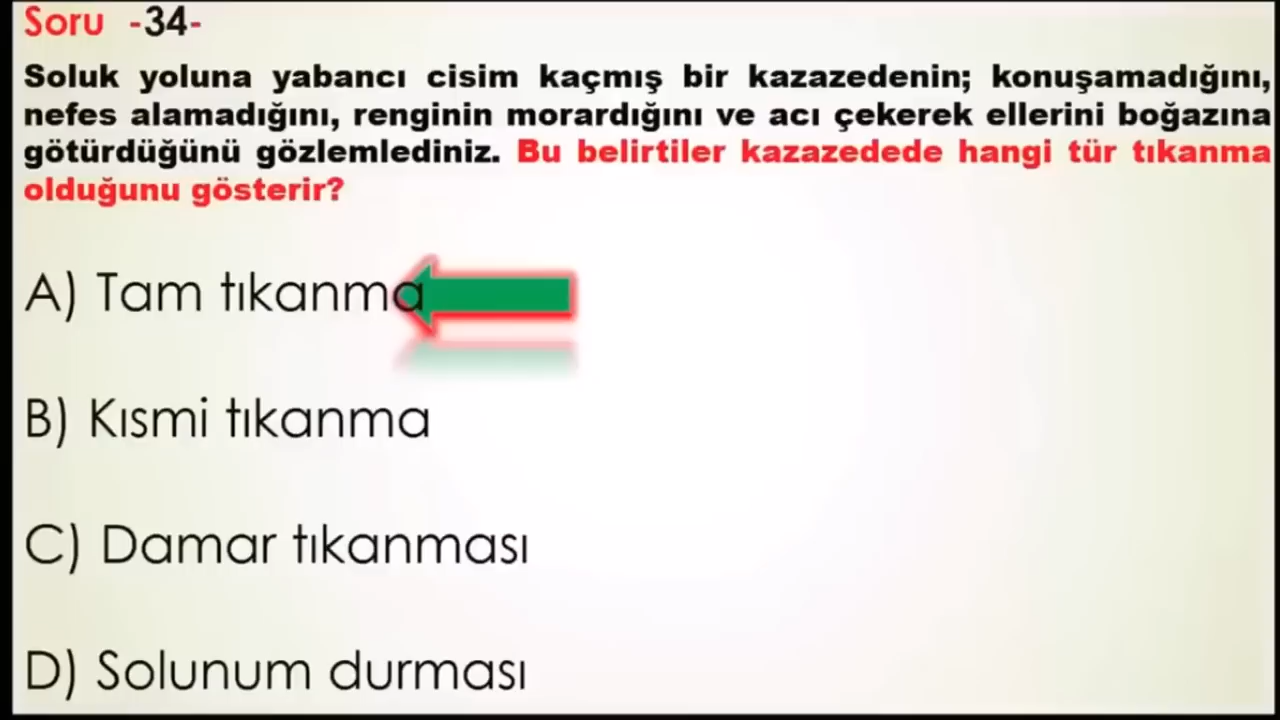 Soru -34-
Soluk yoluna yabancı cisim kaçmış bir kazazedenin; konuşamadığını,
nefes alamadığını, renginin morardığını ve acı çekerek ellerini boğazına
götürdüğünü gözlemlediniz. Bu belirtiler kazazedede hangi tür tıkanma
olduğunu gösterir?
A) Tam tıkanma
B) Kısmi tıkanma
C) Damar tıkanması
D) Solunum durması